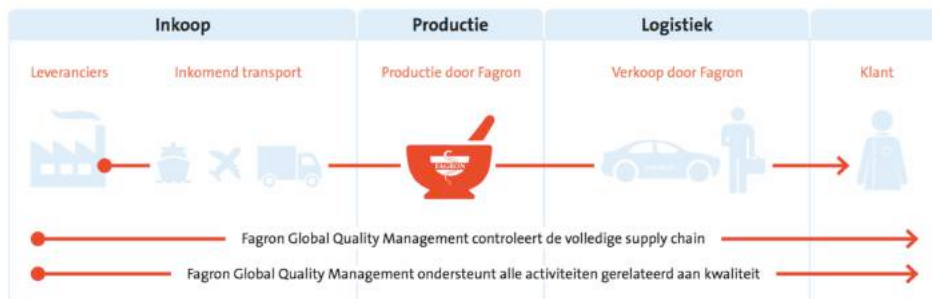 Inkoop
Productie
Logistiek
Leveranciers
Inkomend transport
Productie door Fagron
Verkoop door Fagron
Klant
FAGRON
Fagron Global Quality Management controleert de volledige supply chain
Fagron Global Quality Management ondersteunt alle activiteiten gerelateerd aan kwaliteit